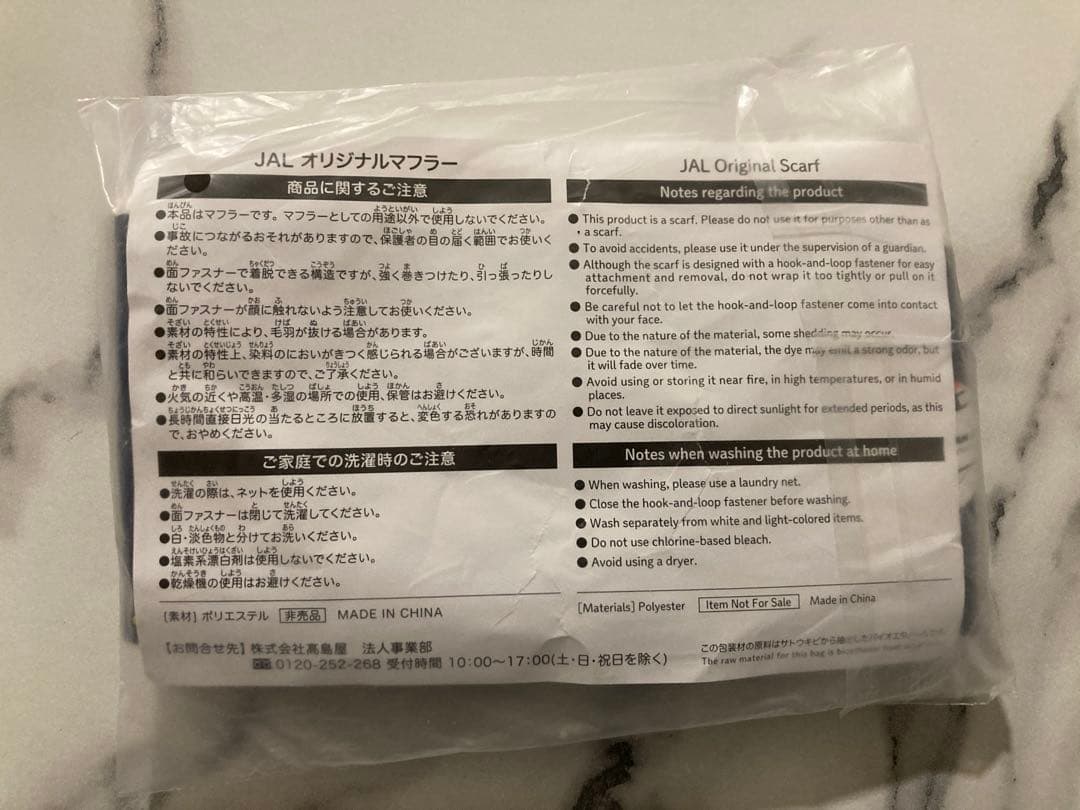 JAL オリジナルマフラー
商品に関するご注意
●本品はマフラーです。マフラーとしての用途以外で使用しないでください。
●事故につながるおそれがありますので、保護者の目の届く範囲でお使いく
ださい。
●面ファスナーで着脱できる構造ですが、強く巻きつけたり、引っ張ったりし
ないでください。
●面ファスナーが顔に触れないよう注意してお使いください。
●素材の特性により、毛羽が抜ける場合があります。
●素材の特性上、染料のにおいがきつく感じられる場合がございますが、時間
と共に和らいできますので、ご了承ください。
●火気の近くや高温・多湿の場所での使用、保管はお避けください。
●長時間直接日光の当たるところに放置すると、変色する恐れがありますの
で、おやめください。
ご家庭での洗濯時のご注意
●洗濯の際は、ネットを使用ください。
●面ファスナーは閉じて洗濯してください。
●白・淡色物と分けてお洗いください。
●塩素系漂白剤は使用しないでください。
●乾燥機の使用はお避けください。
[素材] ポリエステル 非売品 MADE IN CHINA
【お問合せ先】株式会社髙島屋 法人事業部
0120-252-268 受付時間 10:00～17:00(土・日・祝日を除く)
JAL Original Scarf
Notes regarding the product
● This product is a scarf. Please do not use it for purposes other than as
a scarf.
● To avoid accidents, please use it under the supervision of a guardian.
● Although the scarf is designed with a hook-and-loop fastener for easy
attachment and removal, do not wrap it too tightly or pull on it
forcefully.
● Be careful not to let the hook-and-loop fastener come into contact
with your face.
● Due to the nature of the material, some shedding may occur.
● Due to the nature of the material, the dye may emit a strong odor, but
it will fade over time.
● Avoid using or storing it near fire, in high temperatures, or in humid
places.
● Do not leave it exposed to direct sunlight for extended periods, as this
may cause discoloration.
Notes when washing the product at home
● When washing, please use a laundry net.
● Close the hook-and-loop fastener before washing.
● Wash separately from white and light-colored items.
● Do not use chlorine-based bleach.
● Avoid using a dryer.
[Materials] Polyester Item Not For Sale Made in China
この包装材の原料はサトウキビから抽出した
The raw material for this bag is